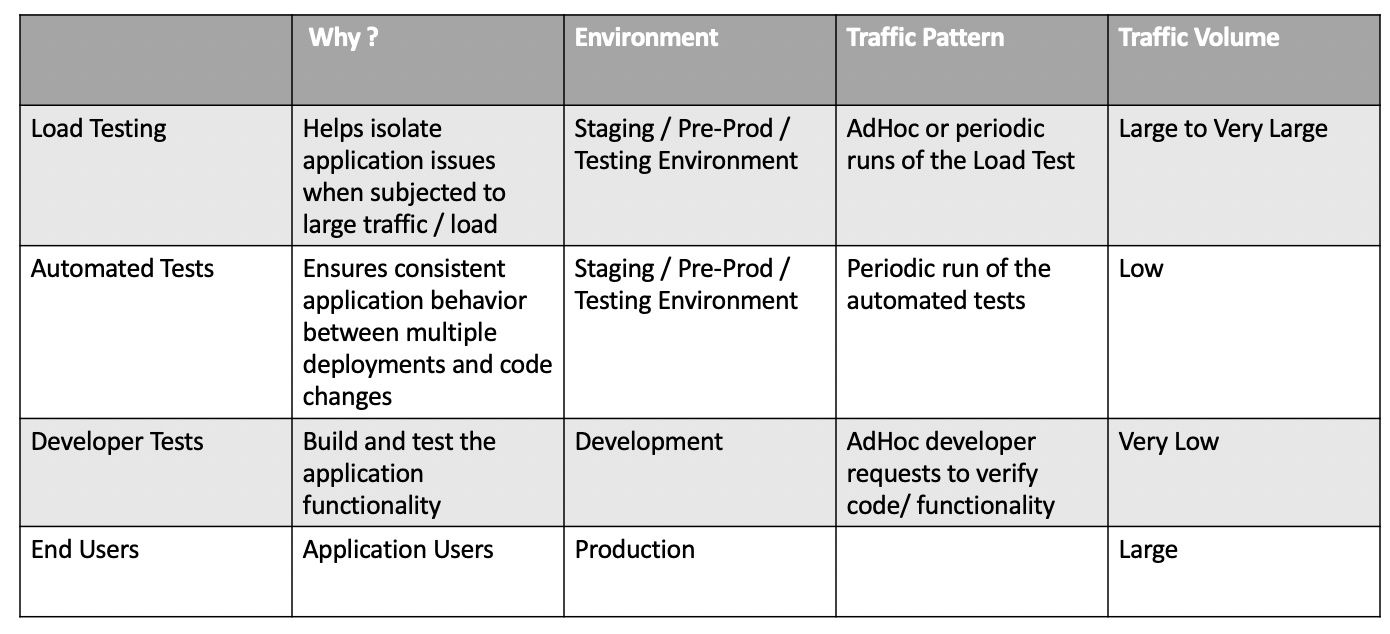 Why ?
Environment
Traffic Pattern
Traffic Volume
Load Testing
Helps isolate
application issues
when subjected to
large traffic / load
Staging / Pre-Prod /
Testing Environment
AdHoc or periodic
runs of the Load Test
Large to Very Large
Automated Tests
Ensures consistent
application behavior
between multiple
deployments and code
changes
Staging / Pre-Prod /
Testing Environment
Periodic run of the
automated tests
Low
Developer Tests
Build and test the
application
functionality
Development
AdHoc developer
requests to verify
code/ functionality
Very Low
End Users
Application Users
Production
Large